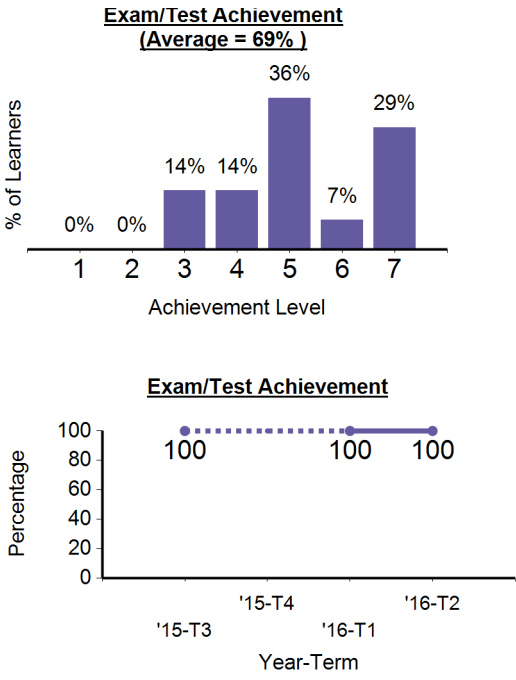 Exam/Test Achievement
(Average = 69% )
% of Learners
0% 0% 14% 14% 36% 7% 29%
1 2 3 4 5 6 7
Achievement Level
Exam/Test Achievement
Percentage
100
80
60
40
20
0
100 100 100
'15-T4 '16-T2
'15-T3 '16-T1
Year-Term